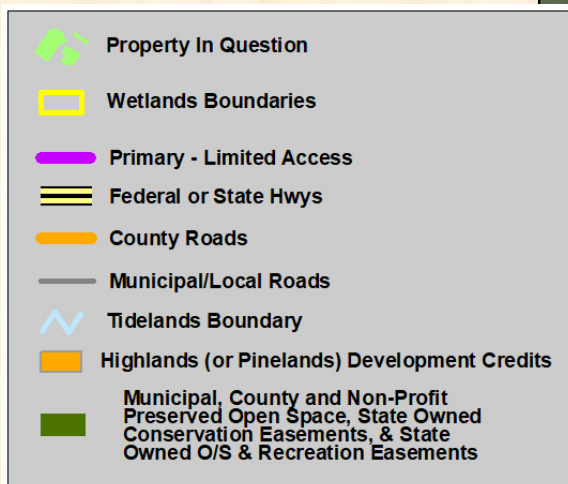 Property In Question
Wetlands Boundaries
Primary - Limited Access
Federal or State Hwys
County Roads
Municipal/Local Roads
Tidelands Boundary
Highlands (or Pinelands) Development Credits
Municipal, County and Non-Profit
Preserved Open Space, State Owned
Conservation Easements, & State
Owned O/S & Recreation Easements